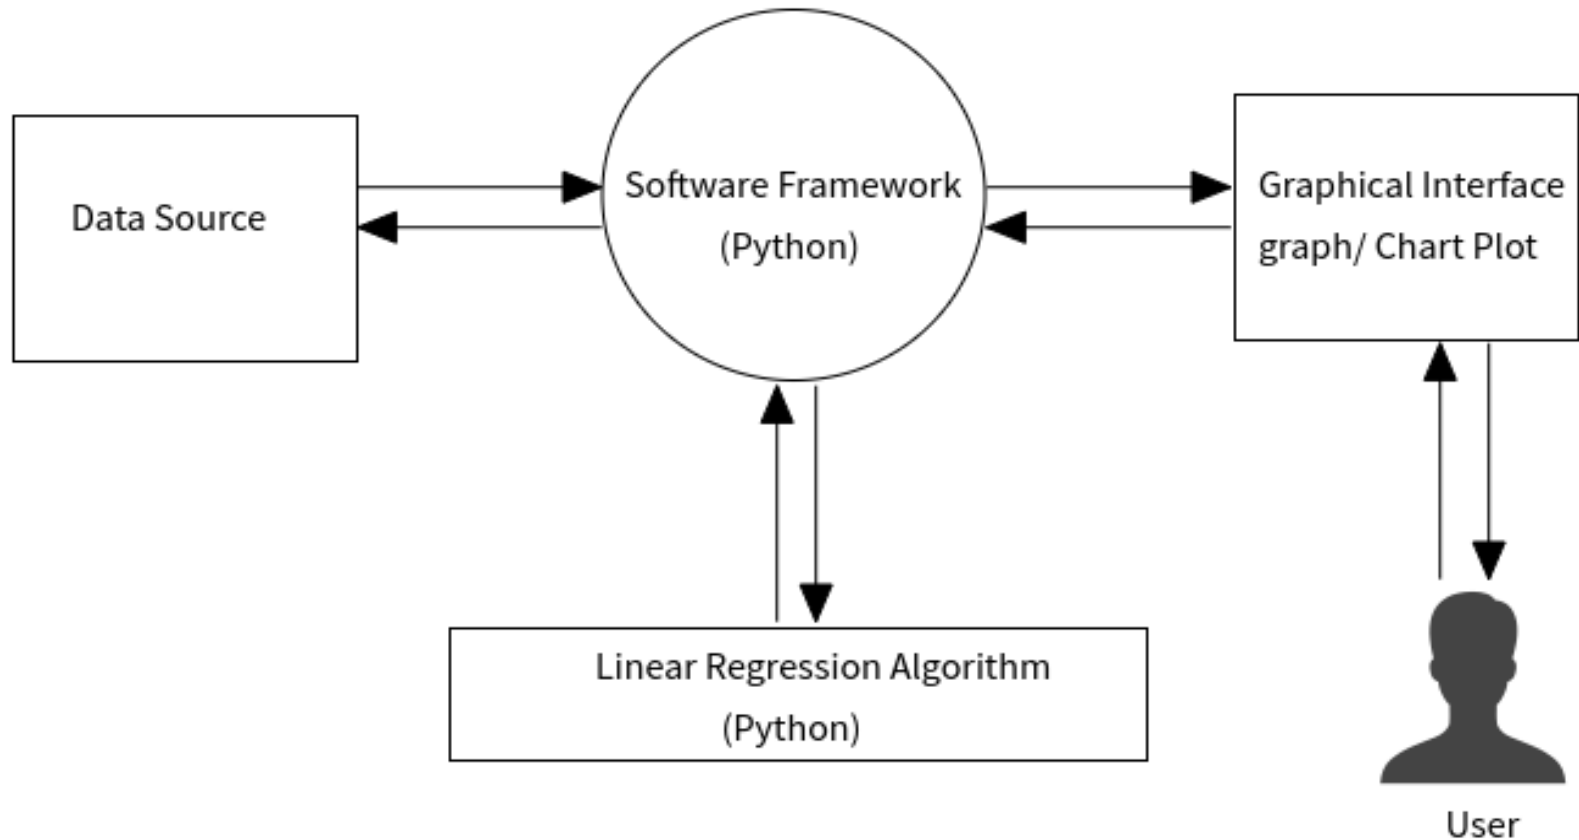 Data Source
Software Framework
(Python)
Graphical Interface
graph/ Chart Plot
Linear Regression Algorithm
(Python)
User